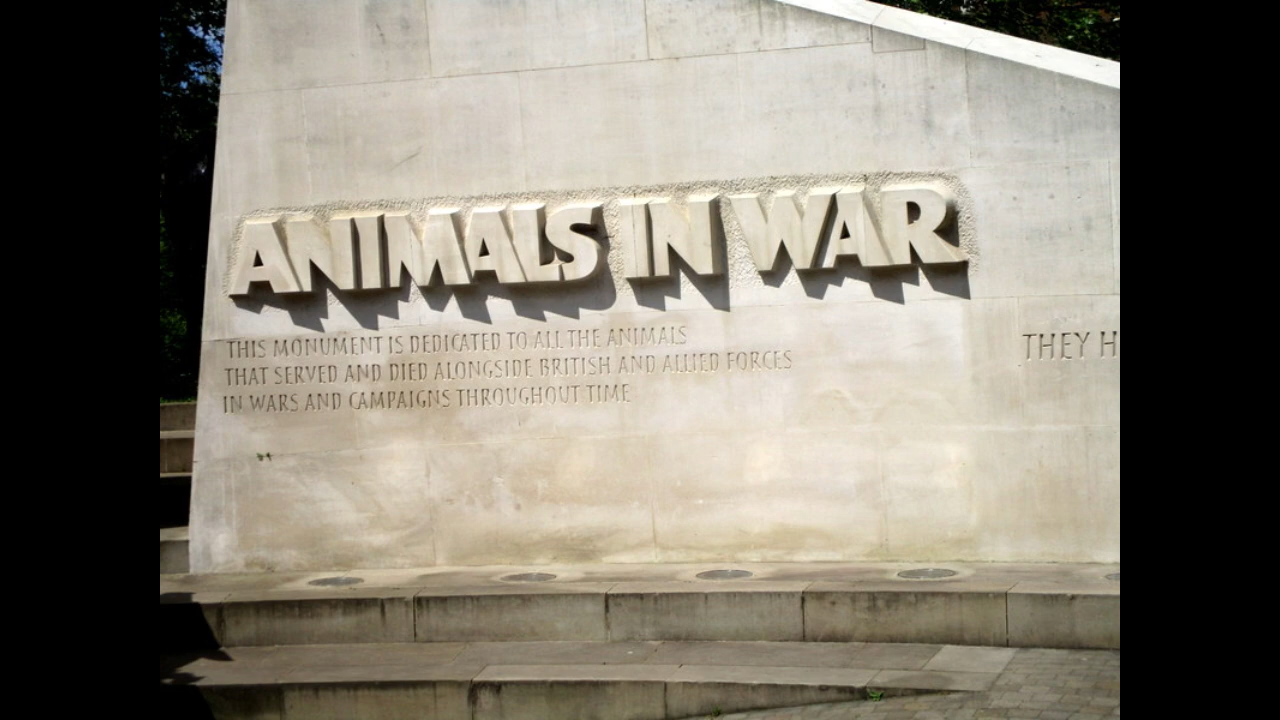 ANIMALS IN WAR
THIS MONUMENT IS DEDICATED TO ALL THE ANIMALS
THAT SERVED AND DIED ALONGSIDE BRITISH AND ALLIED FORCES
IN WARS AND CAMPAIGNS THROUGHOUT TIME
THEY H